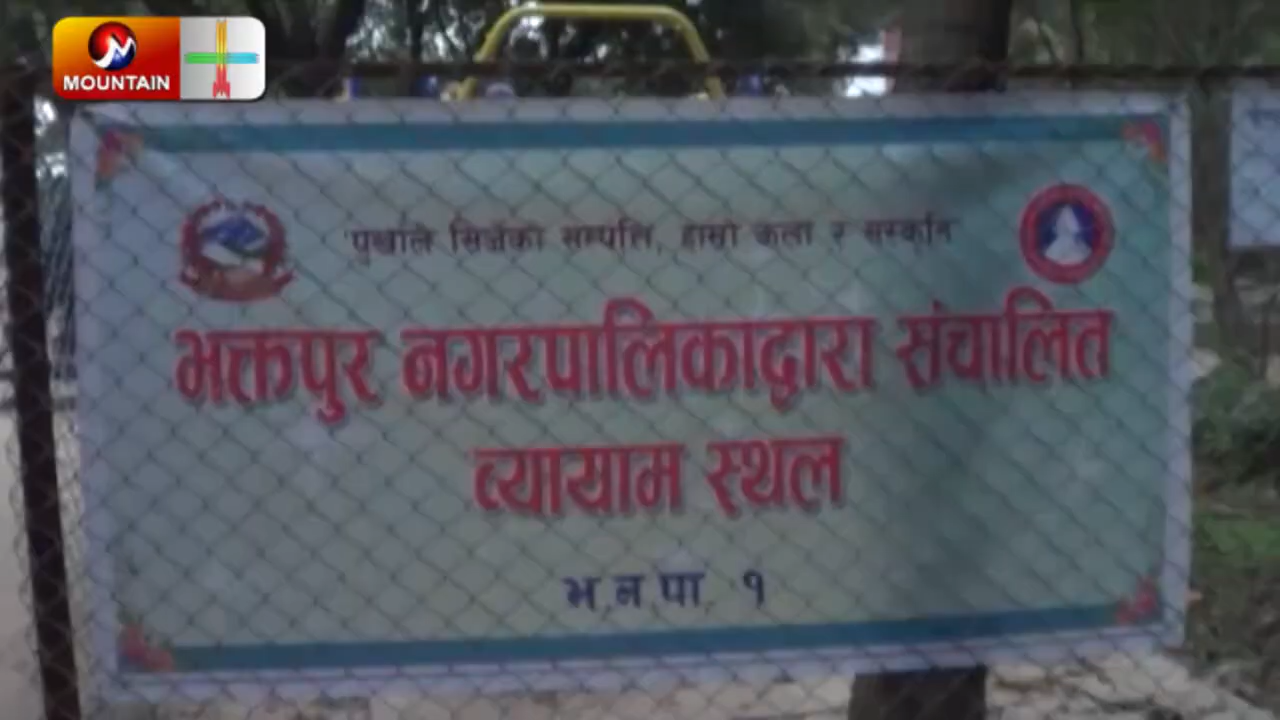 MOUNTAIN
"पुर्खाले सिर्जेको सम्पत्ति, हाम्रो कला र संस्कृति"
भक्तपुर नगरपालिकाद्वारा संचालित
व्यायाम स्थल
भ.न.पा. १